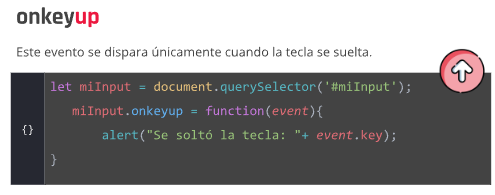 onkeyup
Este evento se dispara únicamente cuando la tecla se suelta.
let miInput = document.querySelector('#miInput');
miInput.onkeyup = function(event){
{}
alert("Se soltó la tecla: "+ event.key);
}